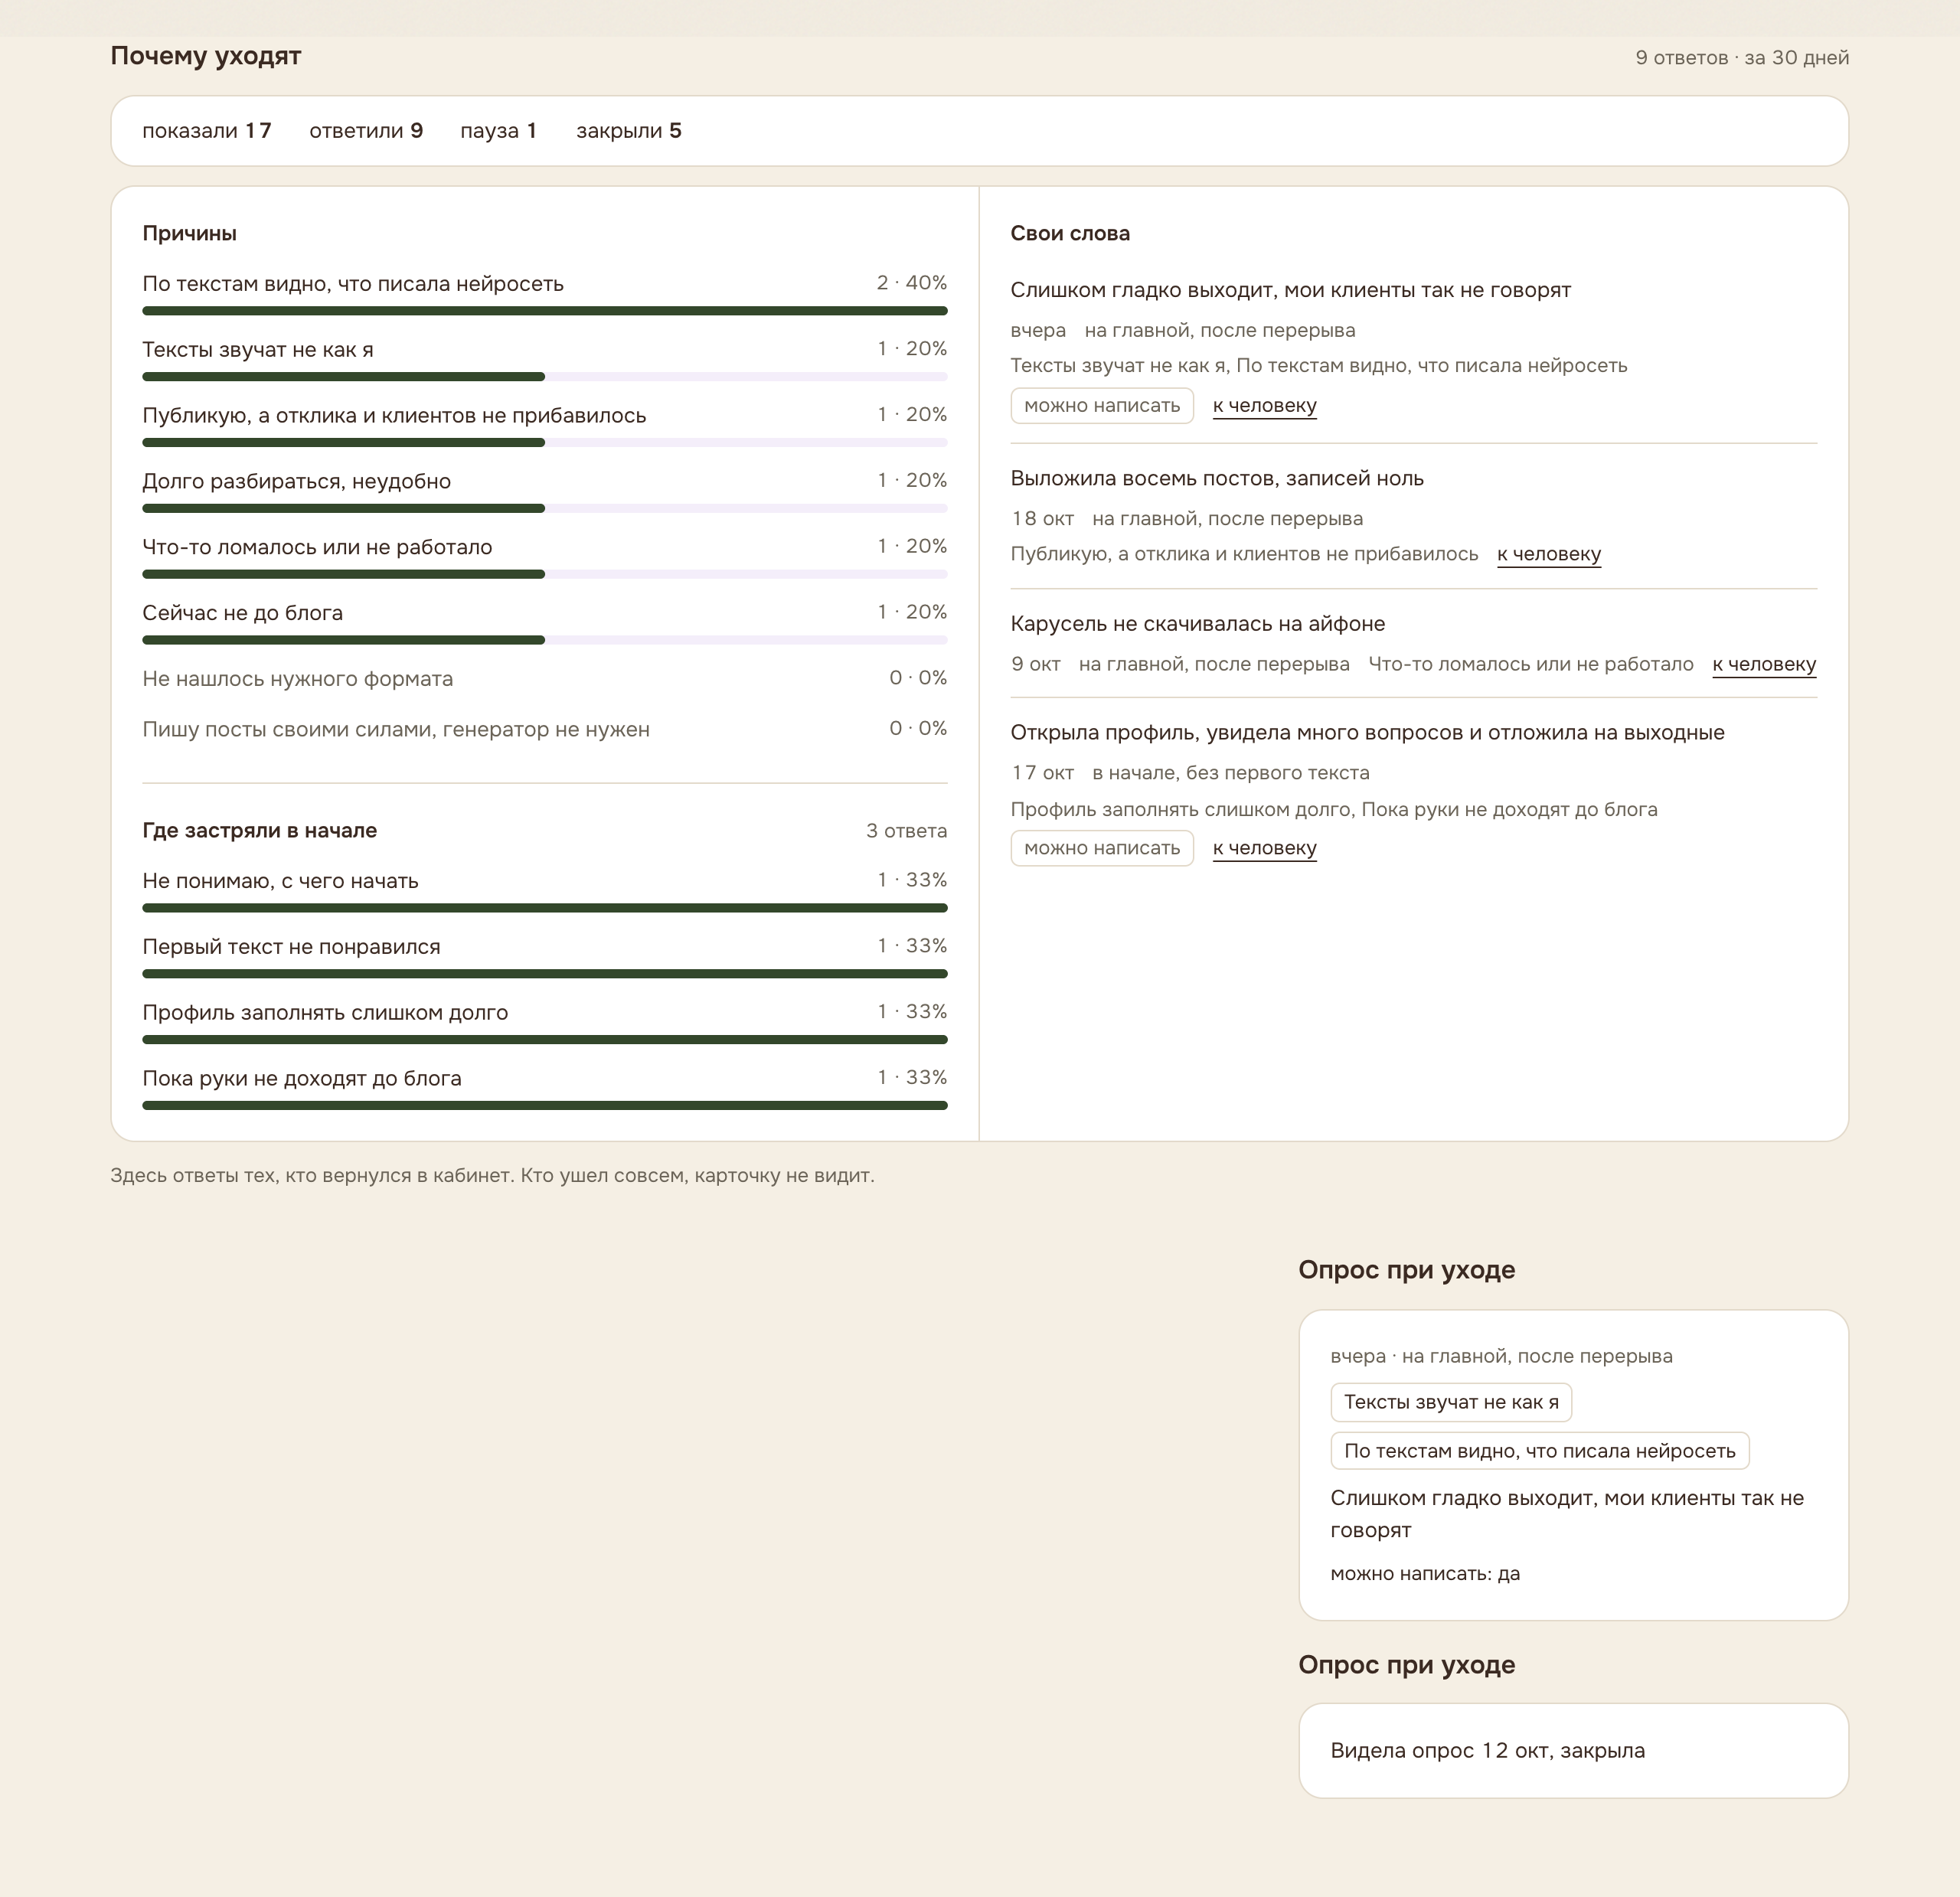 Почему уходят
9 ответов · за 30 дней
показали 17 ответили 9 пауза 1 закрыли 5
Причины
По текстам видно, что писала нейросеть 2 · 40%
Тексты звучат не как я 1 · 20%
Публикую, а отклика и клиентов не прибавилось 1 · 20%
Долго разбираться, неудобно 1 · 20%
Что-то ломалось или не работало 1 · 20%
Сейчас не до блога 1 · 20%
Не нашлось нужного формата 0 · 0%
Пишу посты своими силами, генератор не нужен 0 · 0%
Где застряли в начале 3 ответа
Не понимаю, с чего начать 1 · 33%
Первый текст не понравился 1 · 33%
Профиль заполнять слишком долго 1 · 33%
Пока руки не доходят до блога 1 · 33%
Свои слова
Слишком гладко выходит, мои клиенты так не говорят
вчера на главной, после перерыва
Тексты звучат не как я, По текстам видно, что писала нейросеть
можно написать к человеку
Выложила восемь постов, записей ноль
18 окт на главной, после перерыва
Публикую, а отклика и клиентов не прибавилось к человеку
Карусель не скачивалась на айфоне
9 окт на главной, после перерыва Что-то ломалось или не работало к человеку
Открыла профиль, увидела много вопросов и отложила на выходные
17 окт в начале, без первого текста
Профиль заполнять слишком долго, Пока руки не доходят до блога
можно написать к человеку
Здесь ответы тех, кто вернулся в кабинет. Кто ушел совсем, карточку не видит.
Опрос при уходе
вчера · на главной, после перерыва
Тексты звучат не как я
По текстам видно, что писала нейросеть
Слишком гладко выходит, мои клиенты так не
говорят
можно написать: да
Опрос при уходе
Видела опрос 12 окт, закрыла